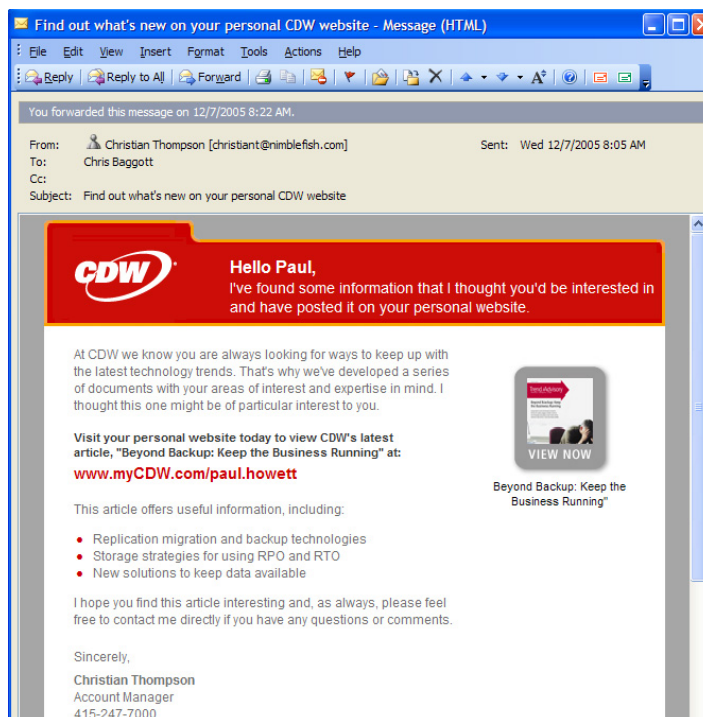 Find out what's new on your personal CDW website - Message (HTML)
File Edit View Insert Format Tools Actions Help
Reply Reply to All Forward
You forwarded this message on 12/7/2005 8:22 AM.
From: Christian Thompson [christiant@nimblefish.com] Sent: Wed 12/7/2005 8:05 AM
To: Chris Baggott
Cc:
Subject: Find out what's new on your personal CDW website
CDW
Hello Paul,
I've found some information that I thought you'd be interested in
and have posted it on your personal website.
At CDW we know you are always looking for ways to keep up with
the latest technology trends. That's why we've developed a series
of documents with your areas of interest and expertise in mind. I
thought this one might be of particular interest to you.
Visit your personal website today to view CDW's latest
article, "Beyond Backup: Keep the Business Running" at:
www.myCDW.com/paul.howett
This article offers useful information, including:
Replication migration and backup technologies
Storage strategies for using RPO and RTO
New solutions to keep data available
I hope you find this article interesting and, as always, please feel
free to contact me directly if you have any questions or comments.
Sincerely,
Christian Thompson
Account Manager
415-247-7000
Trend Advisory
Beyond Backup: Keep
the Business Running
VIEW NOW
Beyond Backup: Keep the
Business Running"